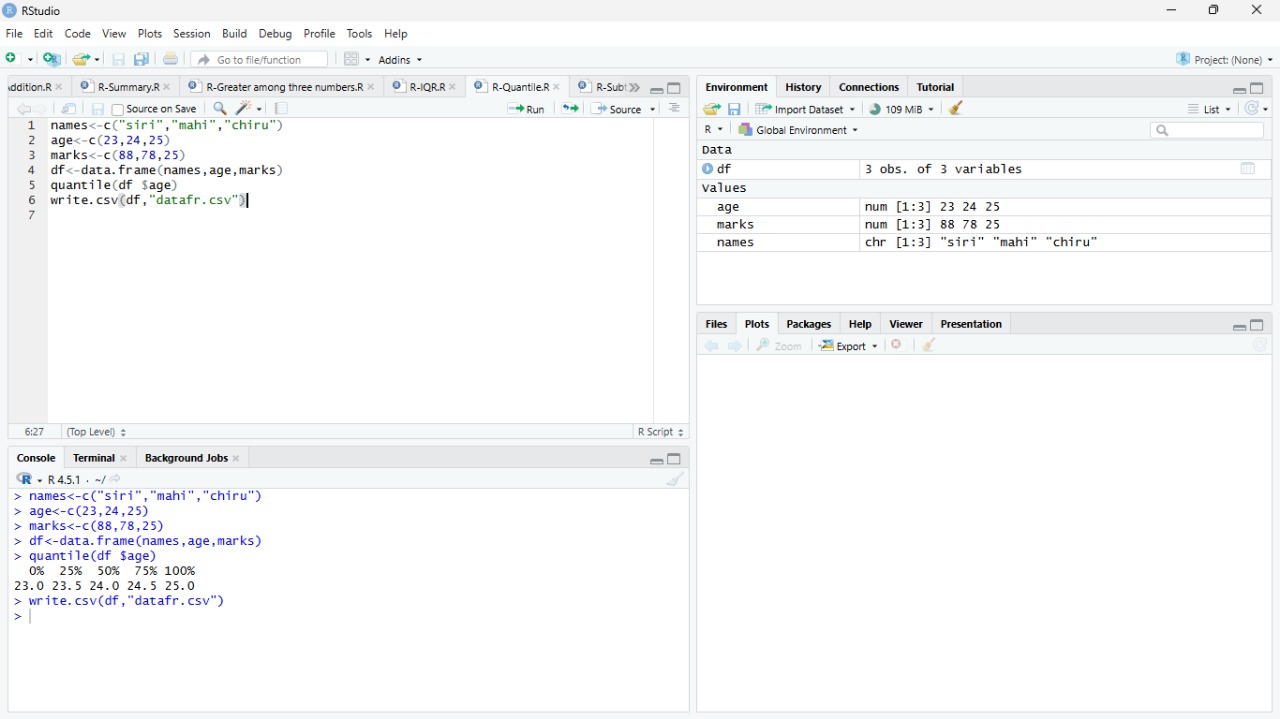 RStudio
File Edit Code View Plots Session Build Debug Profile Tools Help
Go to file/function Addins Project: (None)
ddition.R R-Summary.R R-Greater among three numbers.R R-IQR.R R-Quantile.R R-Subt
Source on Save Run Source
1 names<-c("siri","mahi","chiru")
2 age<-c(23,24,25)
3 marks<-c(88,78,25)
4 df<-data.frame(names,age,marks)
5 quantile(df $age)
6 write.csv(df,"datafr.csv")
7
6:27 (Top Level) R Script
Console Terminal Background Jobs
R 4.5.1 · ~/
> names<-c("siri","mahi","chiru")
> age<-c(23,24,25)
> marks<-c(88,78,25)
> df<-data.frame(names,age,marks)
> quantile(df $age)
0% 25% 50% 75% 100%
23.0 23.5 24.0 24.5 25.0
> write.csv(df,"datafr.csv")
>
Environment History Connections Tutorial
Import Dataset 109 MiB List
R Global Environment
Data
df 3 obs. of 3 variables
Values
age num [1:3] 23 24 25
marks num [1:3] 88 78 25
names chr [1:3] "siri" "mahi" "chiru"
Files Plots Packages Help Viewer Presentation
Zoom Export